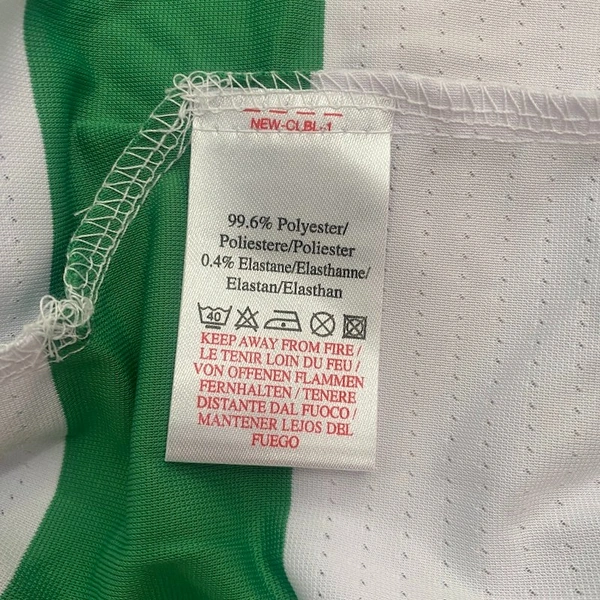 NEW-CLBL-1
99.6% Polyester/
Poliestere/Poliester
0.4% Elastane/Elasthanne/
Elastan/Elasthan
40
KEEP AWAY FROM FIRE /
LE TENIR LOIN DU FEU /
VON OFFENEN FLAMMEN
FERNHALTEN / TENERE
DISTANTE DAL FUOCO /
MANTENER LEJOS DEL
FUEGO